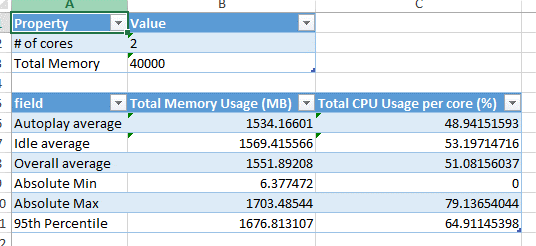 A B C
Property Value
# of cores 2
Total Memory 40000
field Total Memory Usage (MB) Total CPU Usage per core (%)
Autoplay average 1534.16601 48.94151593
Idle average 1569.415566 53.19714716
Overall average 1551.89208 51.08156037
Absolute Min 6.377472 0
Absolute Max 1703.48544 79.13654044
95th Percentile 1676.813107 64.91145398